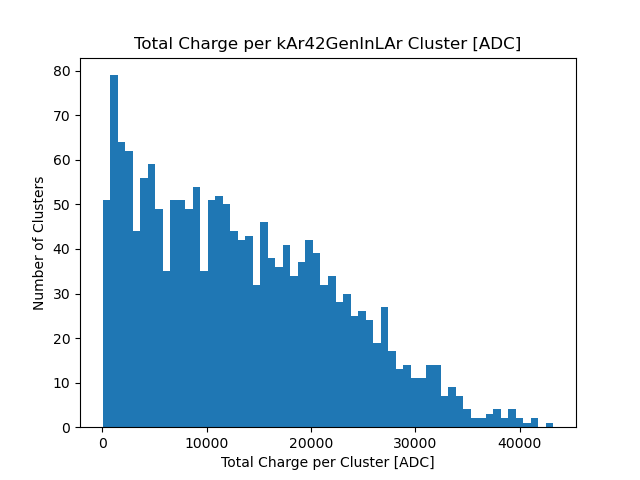 Total Charge per kAr42GenInLAr Cluster [ADC]
80
70
60
50
40
30
20
10
0
Number of Clusters
0 10000 20000 30000 40000
Total Charge per Cluster [ADC]